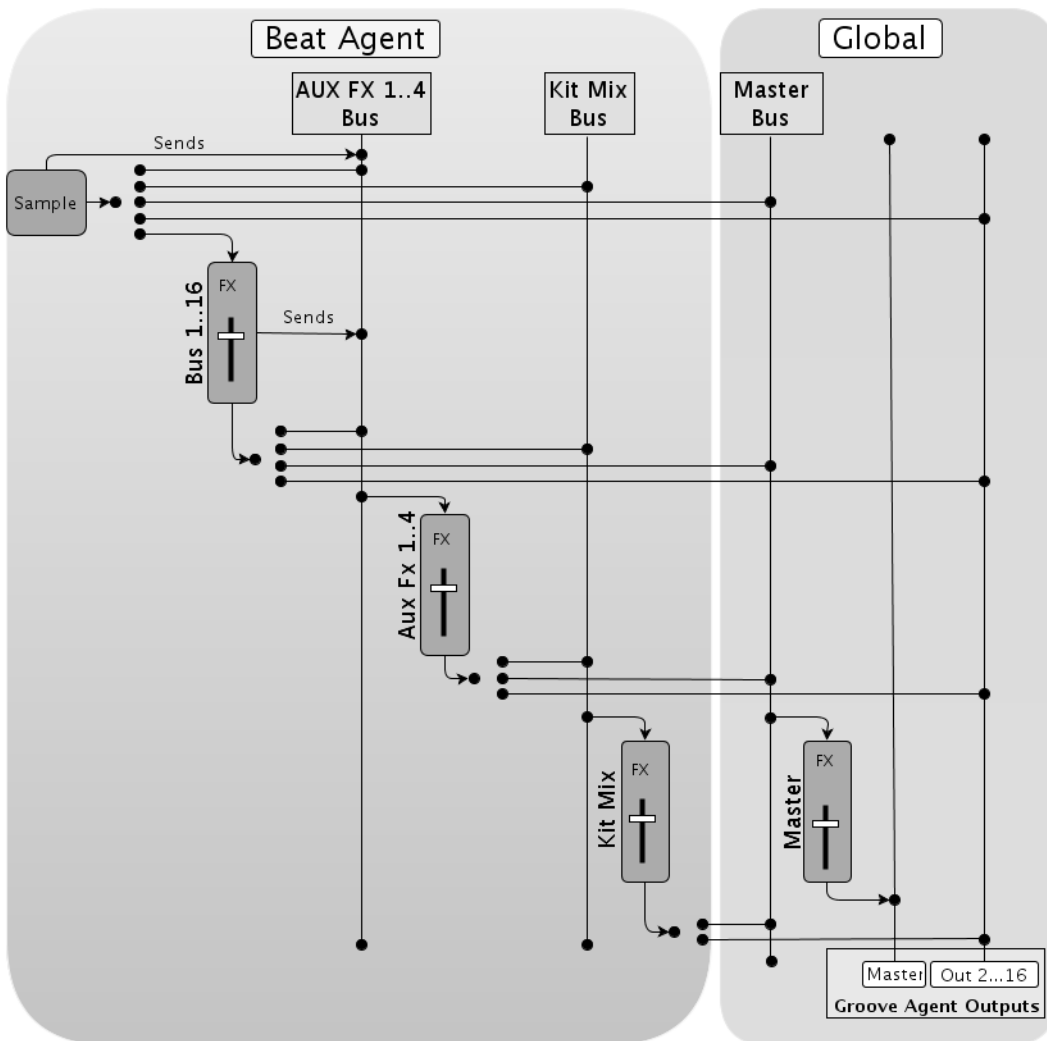 Beat Agent
Global
AUX FX 1..4
Bus
Kit Mix
Bus
Master
Bus
Sends
Sample
FX
Bus 1..16
Sends
FX
Aux Fx 1..4
FX
Kit Mix
FX
Master
Master
Out 2...16
Groove Agent Outputs